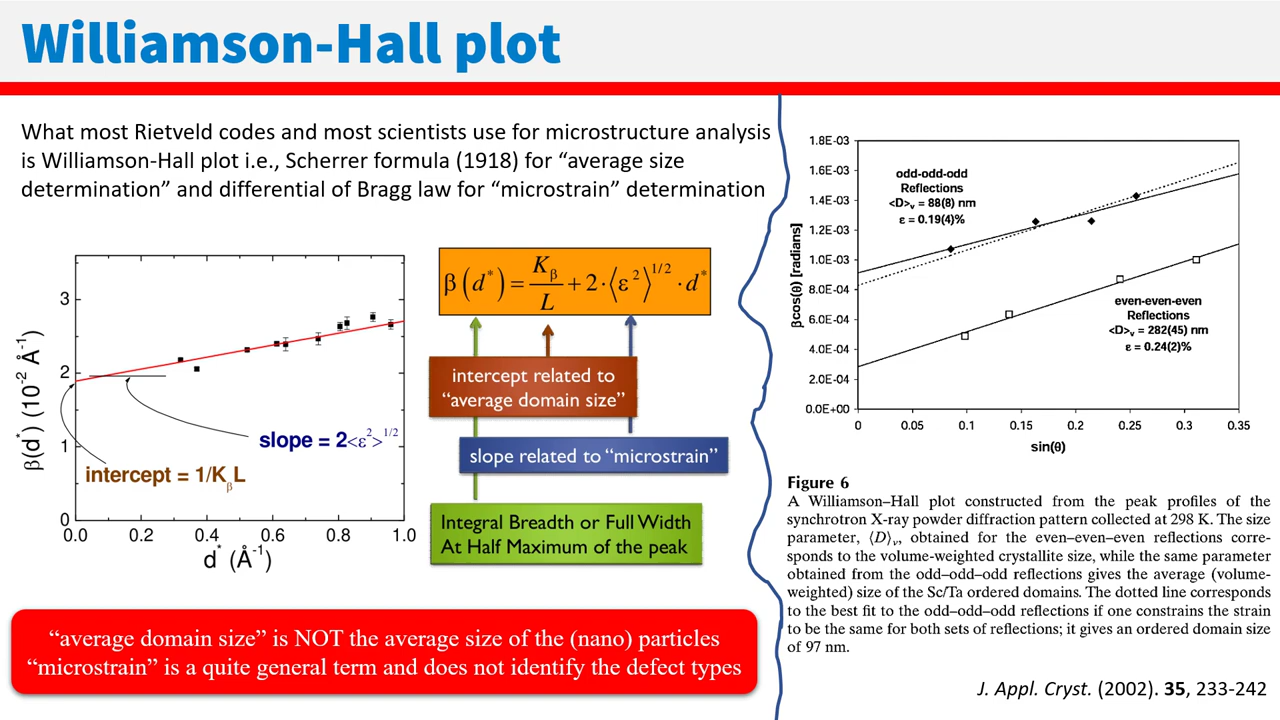 Williamson-Hall plot
What most Rietveld codes and most scientists use for microstructure analysis
is Williamson-Hall plot i.e., Scherrer formula (1918) for “average size
determination” and differential of Bragg law for “microstrain” determination
β(d*) (10⁻² Å⁻¹)
3
2
1
0
0.0 0.2 0.4 0.6 0.8 1.0
d* (Å⁻¹)
slope = 2<ε²>^1/2
intercept = 1/K_βL
β(d*) = K_β/L + 2·⟨ε²⟩^1/2 · d*
intercept related to
“average domain size”
slope related to “microstrain”
Integral Breadth or Full Width
At Half Maximum of the peak
“average domain size” is NOT the average size of the (nano) particles
“microstrain” is a quite general term and does not identify the defect types
βcos(θ) [radians]
1.8E-03
1.6E-03
1.4E-03
1.2E-03
1.0E-03
8.0E-04
6.0E-04
4.0E-04
2.0E-04
0.0E+00
0 0.05 0.1 0.15 0.2 0.25 0.3 0.35
sin(θ)
odd-odd-odd
Reflections
<D>ᵥ = 88(8) nm
ε = 0.19(4)%
even-even-even
Reflections
<D>ᵥ = 282(45) nm
ε = 0.24(2)%
Figure 6
A Williamson–Hall plot constructed from the peak profiles of the
synchrotron X-ray powder diffraction pattern collected at 298 K. The size
parameter, ⟨D⟩ᵥ, obtained for the even–even–even reflections corre-
sponds to the volume-weighted crystallite size, while the same parameter
obtained from the odd–odd–odd reflections gives the average (volume-
weighted) size of the Sc/Ta ordered domains. The dotted line corresponds
to the best fit to the odd–odd–odd reflections if one constrains the strain
to be the same for both sets of reflections; it gives an ordered domain size
of 97 nm.
J. Appl. Cryst. (2002). 35, 233-242